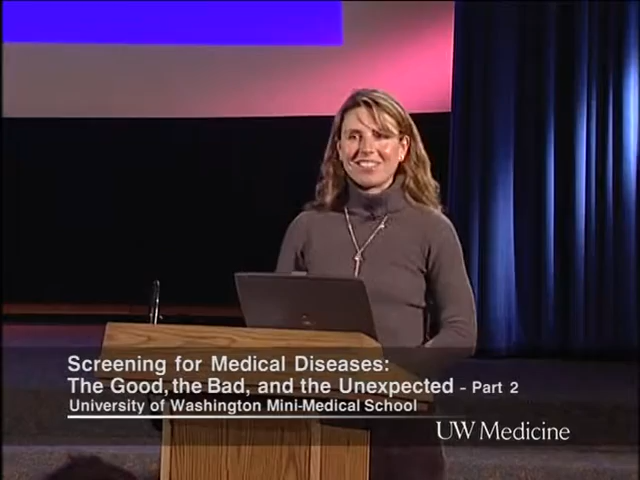 Screening for Medical Diseases:
The Good, the Bad, and the Unexpected - Part 2
University of Washington Mini-Medical School
UW Medicine